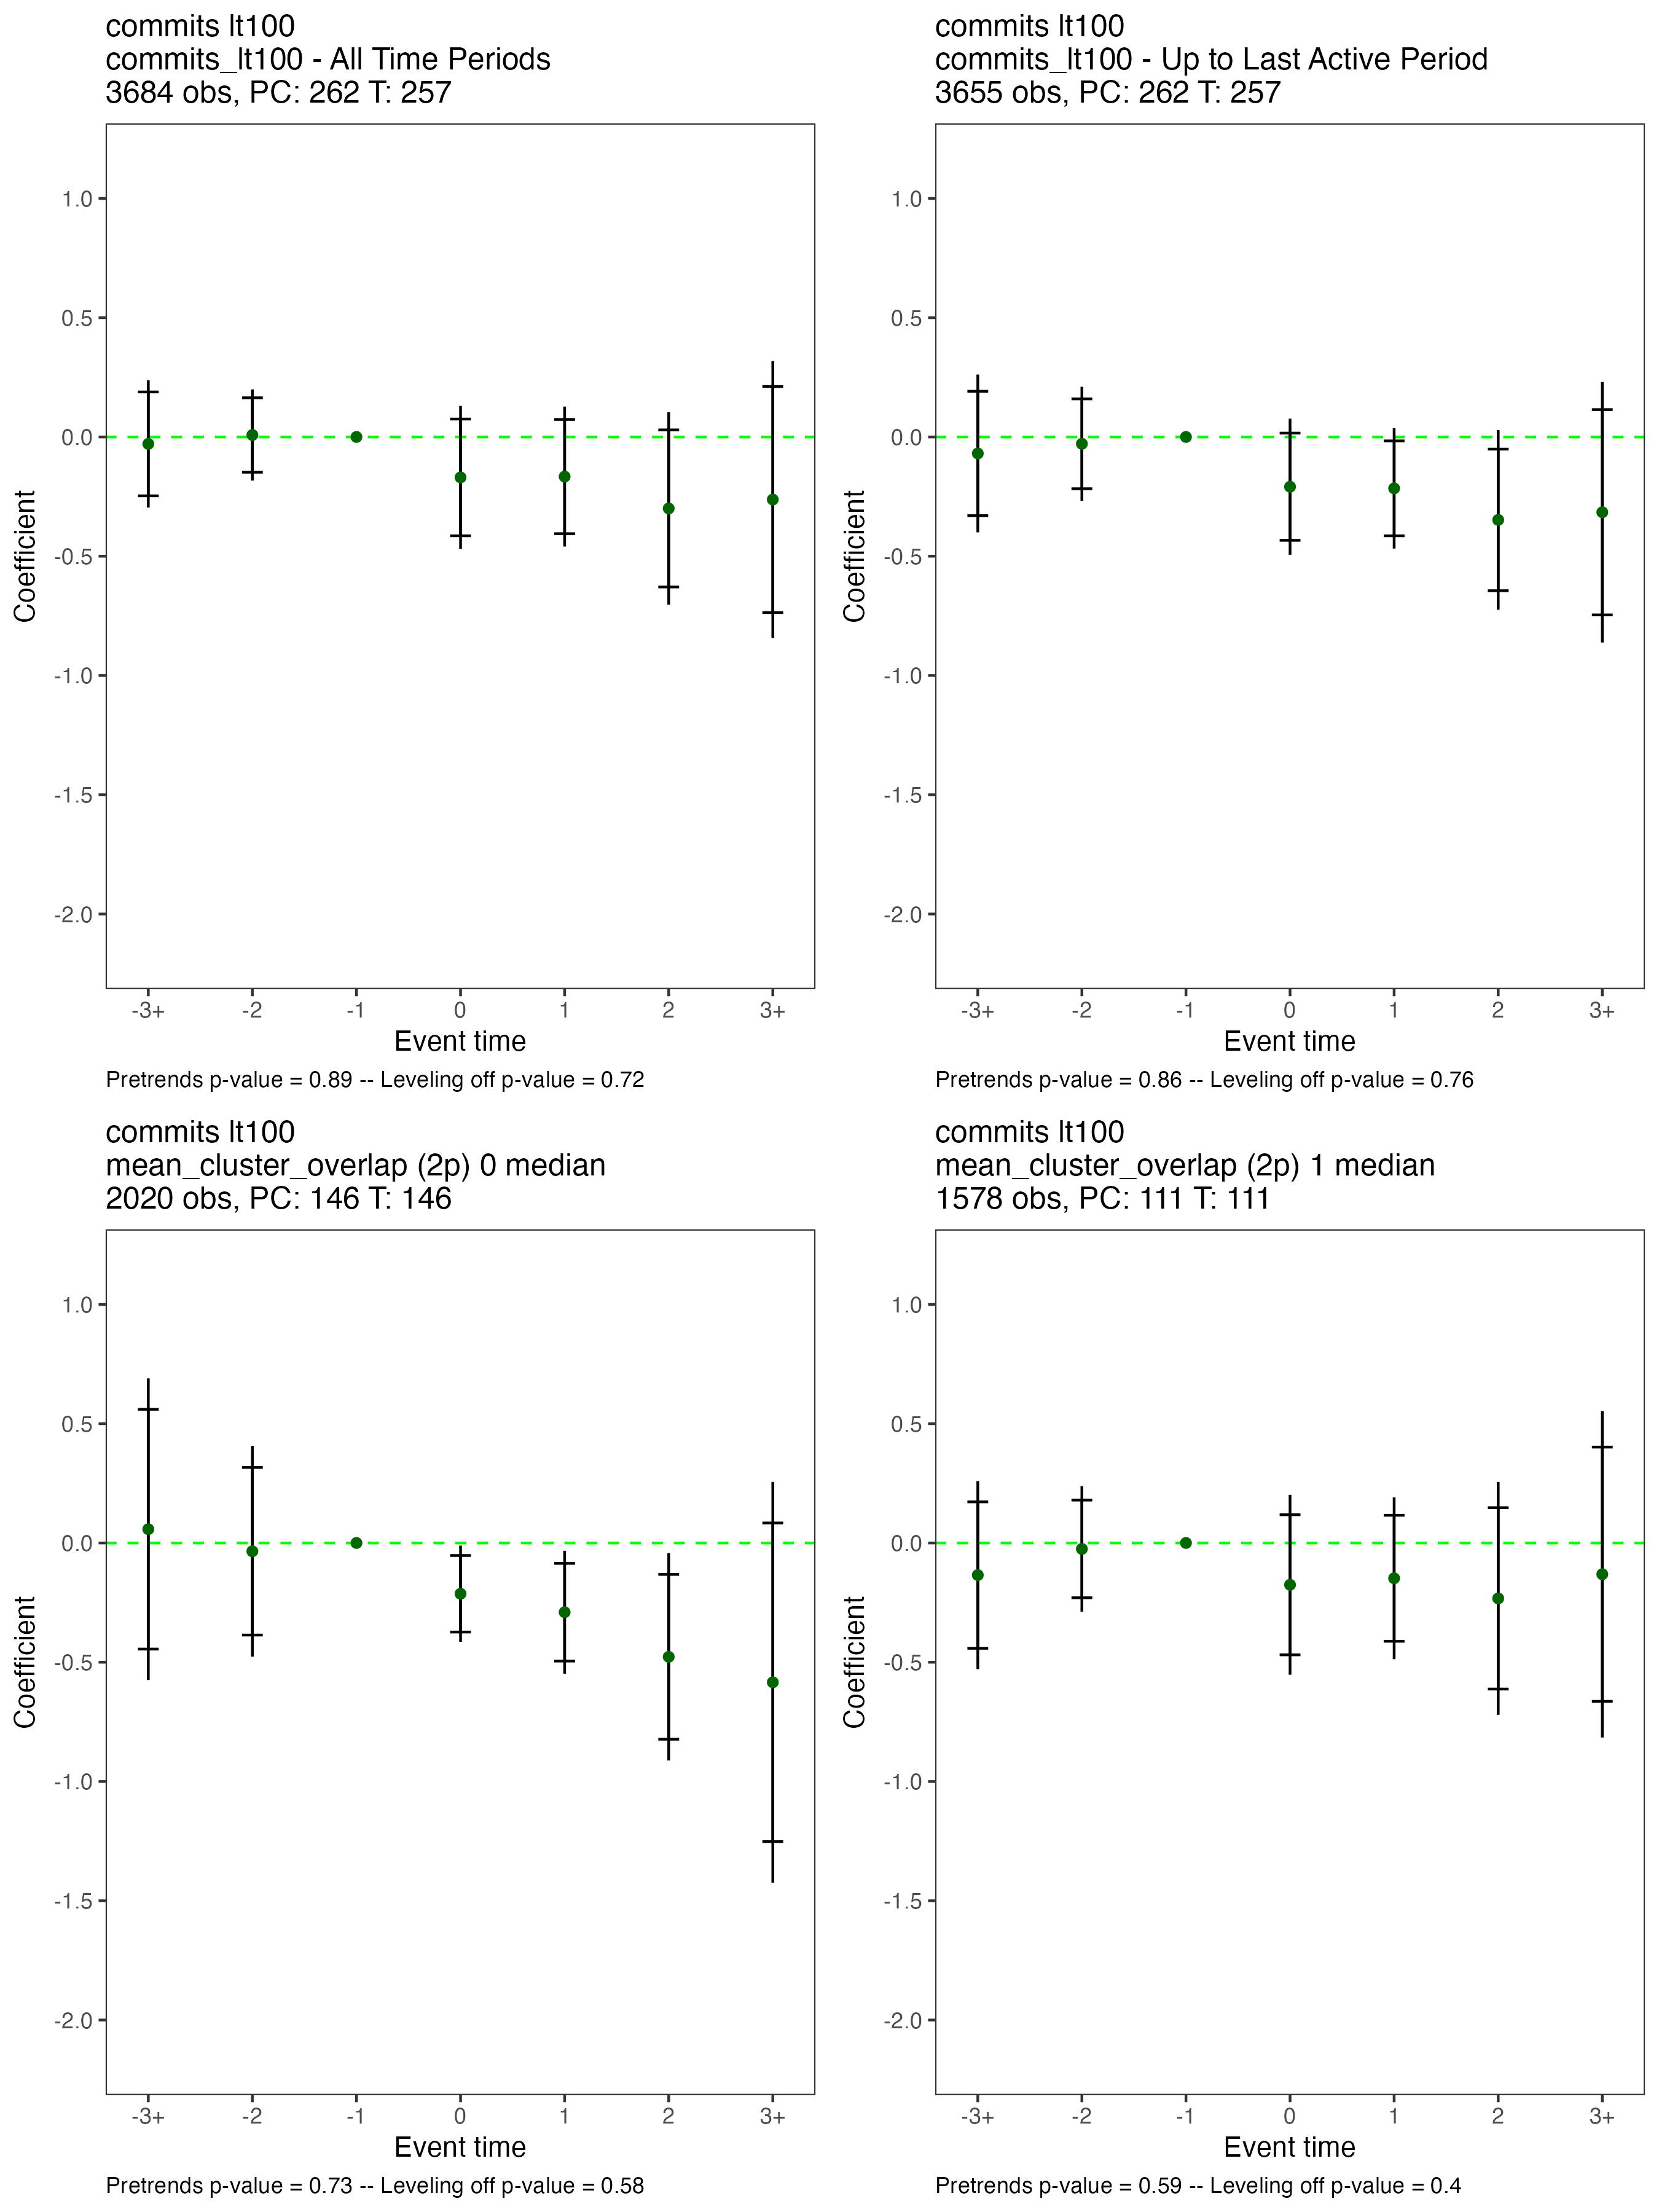 commits lt100
commits_lt100 - All Time Periods
3684 obs, PC: 262 T: 257
1.0
0.5
0.0
-0.5
-1.0
-1.5
-2.0
Coefficient
-3+ -2 -1 0 1 2 3+
Event time
Pretrends p-value = 0.89 -- Leveling off p-value = 0.72
commits lt100
commits_lt100 - Up to Last Active Period
3655 obs, PC: 262 T: 257
1.0
0.5
0.0
-0.5
-1.0
-1.5
-2.0
Coefficient
-3+ -2 -1 0 1 2 3+
Event time
Pretrends p-value = 0.86 -- Leveling off p-value = 0.76
commits lt100
mean_cluster_overlap (2p) 0 median
2020 obs, PC: 146 T: 146
1.0
0.5
0.0
-0.5
-1.0
-1.5
-2.0
Coefficient
-3+ -2 -1 0 1 2 3+
Event time
Pretrends p-value = 0.73 -- Leveling off p-value = 0.58
commits lt100
mean_cluster_overlap (2p) 1 median
1578 obs, PC: 111 T: 111
1.0
0.5
0.0
-0.5
-1.0
-1.5
-2.0
Coefficient
-3+ -2 -1 0 1 2 3+
Event time
Pretrends p-value = 0.59 -- Leveling off p-value = 0.4